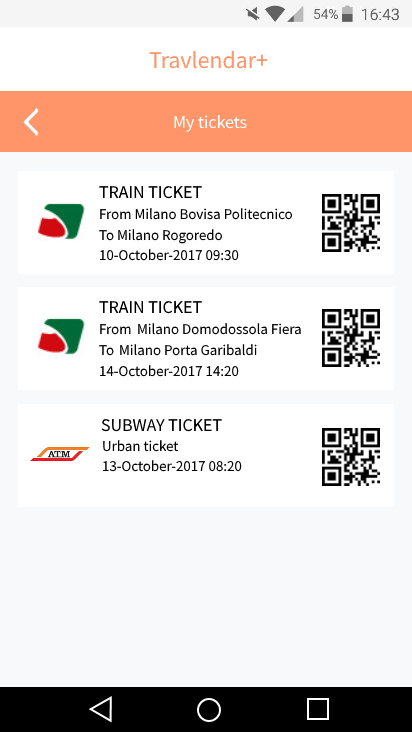 54% 16:43
Travlendar+
My tickets
TRAIN TICKET
From Milano Bovisa Politecnico
To Milano Rogoredo
10-October-2017 09:30
TRAIN TICKET
From Milano Domodossola Fiera
To Milano Porta Garibaldi
14-October-2017 14:20
SUBWAY TICKET
ATM
Urban ticket
13-October-2017 08:20